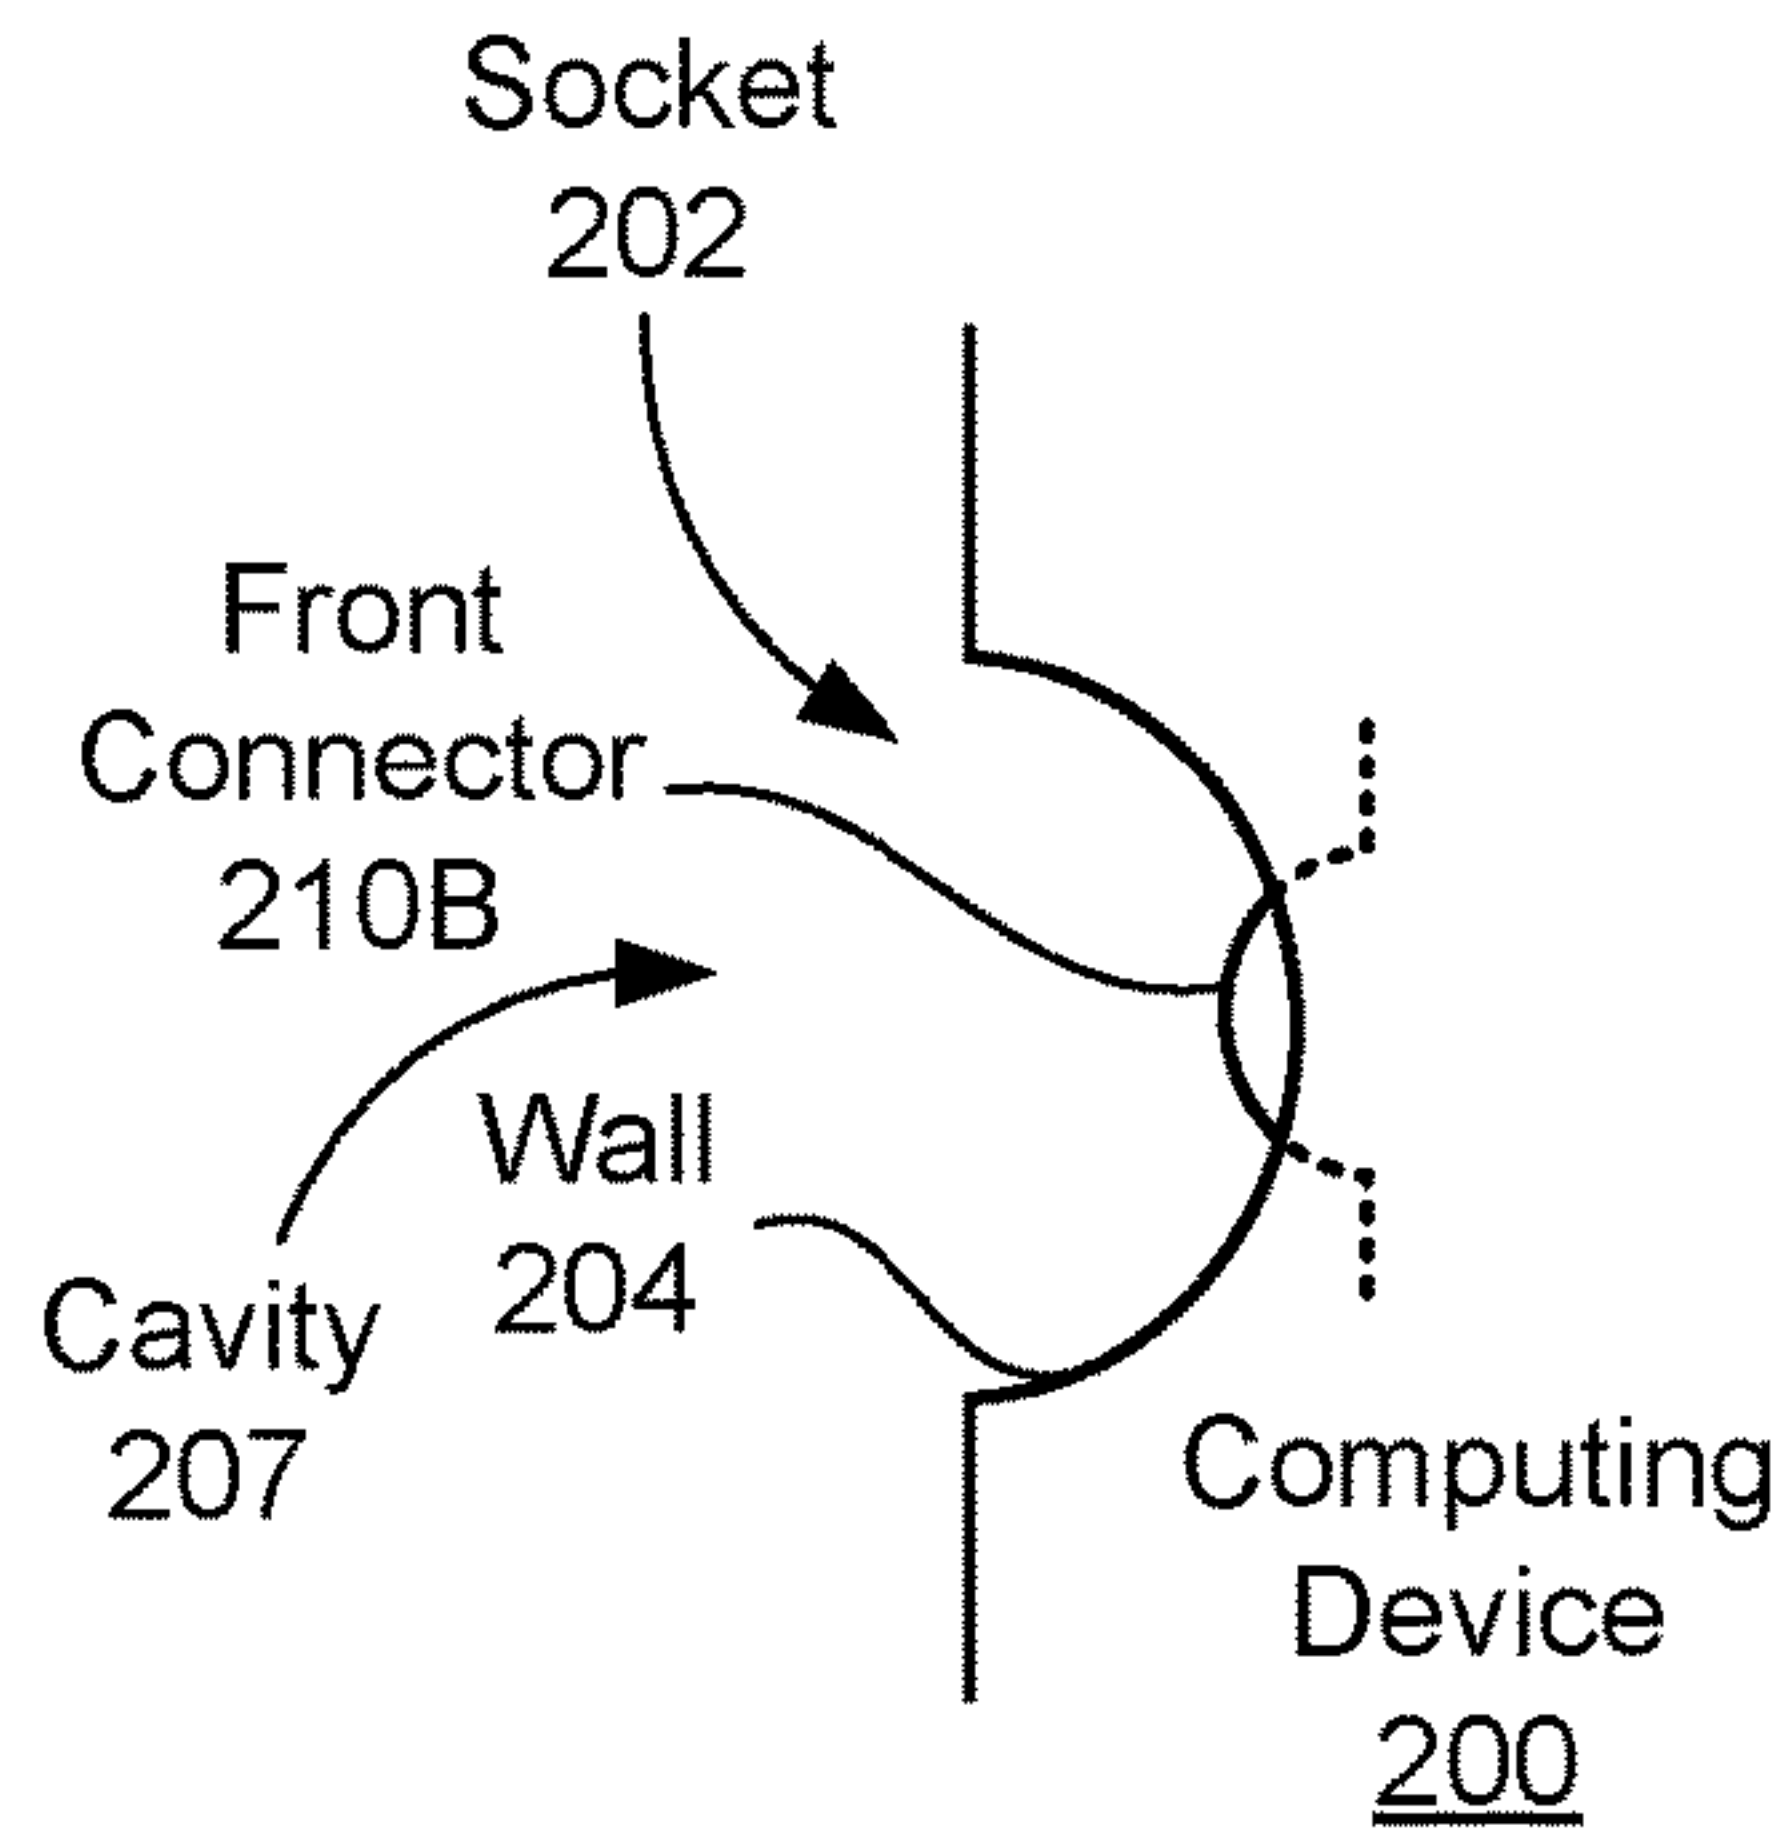 Socket
202
Front
Connector
210B
Wall
204
Cavity
207
Computing
Device
200